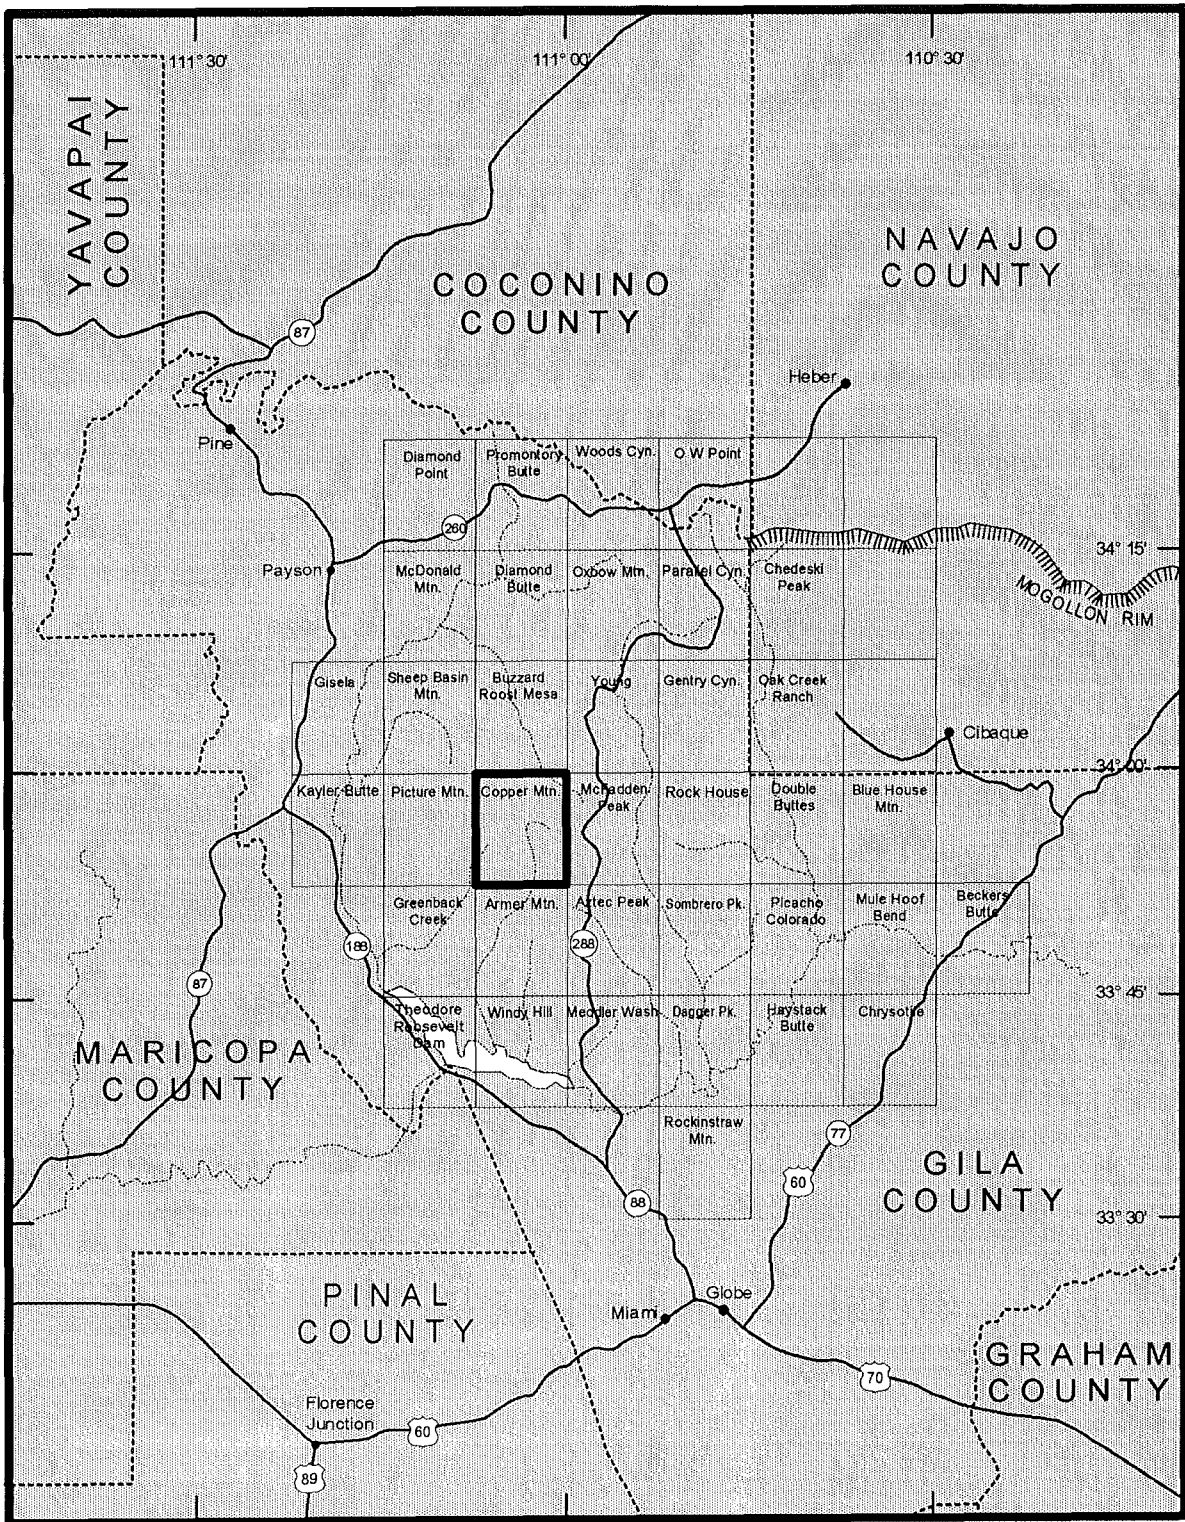 111° 30'
111° 00'
110° 30'
YAVAPAI
COUNTY
NAVAJO
COUNTY
COCONINO
COUNTY
87
Heber
Pine
Diamond
Point
Promontory
Butte
Woods Cyn.
O W Point
260
34° 15'
Payson
McDonald
Mtn.
Diamond
Butte
Oxbow Mtn.
Parallel Cyn.
Chedeski
Peak
MOGOLLON RIM
Gisela
Sheep Basin
Mtn.
Buzzard
Roost Mesa
Young
Gentry Cyn.
Oak Creek
Ranch
Cibaque
34° 00'
Kayler Butte
Picture Mtn.
Copper Mtn.
McFadden
Peak
Rock House
Double
Buttes
Blue House
Mtn.
Greenback
Creek
Armer Mtn.
Aztec Peak
Sombrero Pk.
Picacho
Colorado
Mule Hoof
Bend
Beckers
Butte
188
288
87
33° 45'
Theodore
Roosevelt
Dam
Windy Hill
Meddler Wash
Dagger Pk.
Haystack
Butte
Chrysotile
MARICOPA
COUNTY
Rockinstraw
Mtn.
77
GILA
COUNTY
60
88
33° 30'
PINAL
COUNTY
Miami
Globe
GRAHAM
COUNTY
70
Florence
Junction
60
89